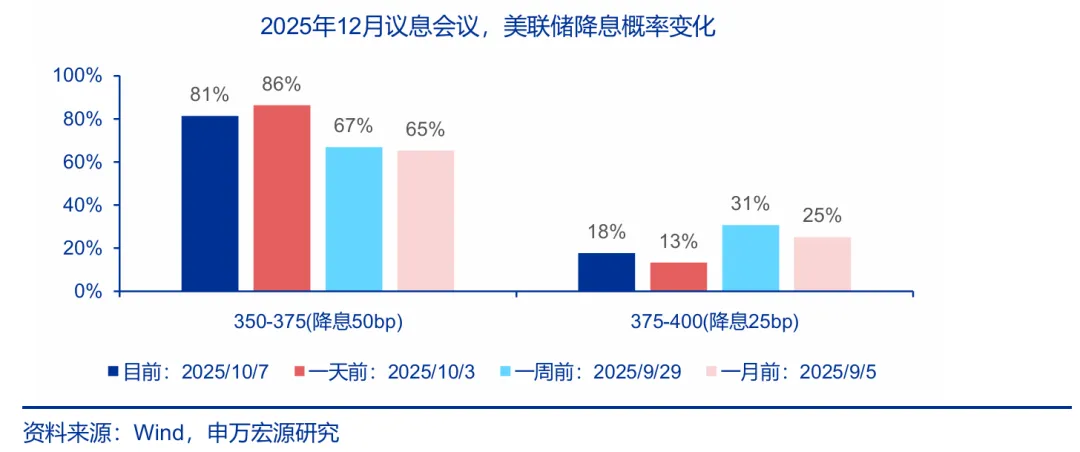 2025年12月议息会议，美联储降息概率变化
100%
80%
60%
40%
20%
0%
81%
86%
67%
65%
18%
13%
31%
25%
350-375(降息50bp)
375-400(降息25bp)
目前：2025/10/7
一天前：2025/10/3
一周前：2025/9/29
一月前：2025/9/5
资料来源：Wind，申万宏源研究